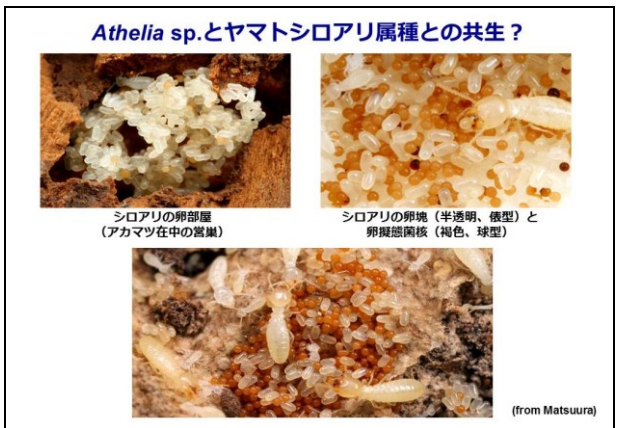 Athelia sp.とヤマトシロアリ属種との共生？
シロアリの卵部屋
（アカマツ在中の営巣）
シロアリの卵塊（半透明、俵型）と
卵擬態菌核（褐色、球型）
(from Matsuura)